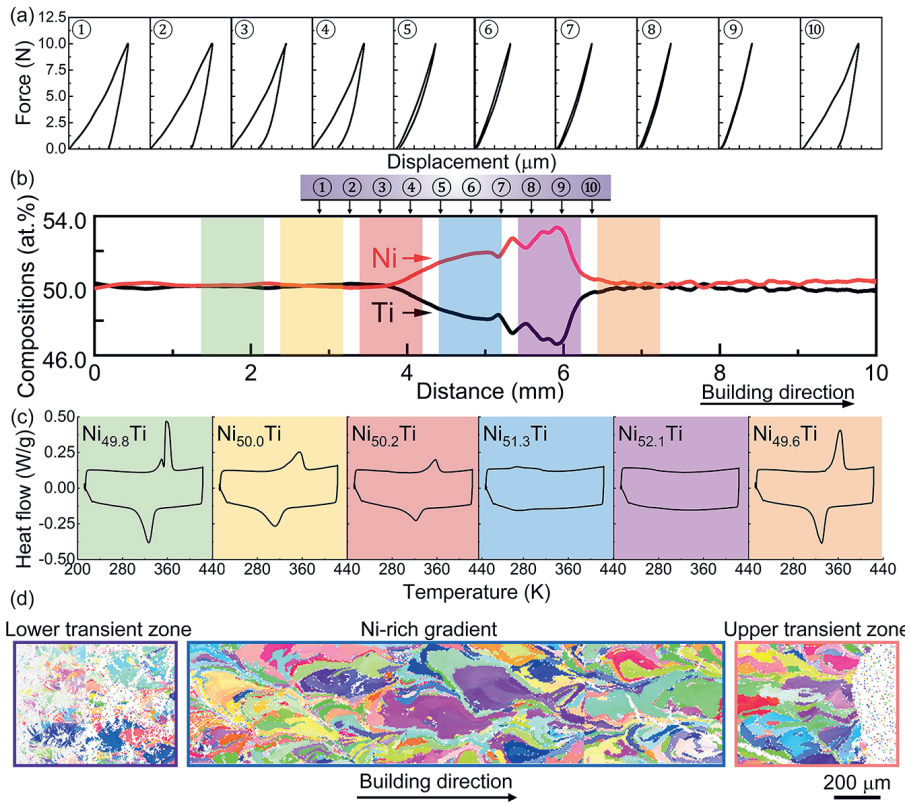 (a)
Force (N)
12.5
10.0
7.5
5.0
2.5
0.0
① ② ③ ④ ⑤ ⑥ ⑦ ⑧ ⑨ ⑩
Displacement (μm)
(b)
① ② ③ ④ ⑤ ⑥ ⑦ ⑧ ⑨ ⑩
Compositions (at.%)
54.0
50.0
46.0
Ni
Ti
0 2 4 6 8 10
Distance (mm)
Building direction
(c)
Heat flow (W/g)
0.50
0.25
0.00
-0.25
-0.50
Ni49.8Ti Ni50.0Ti Ni50.2Ti Ni51.3Ti Ni52.1Ti Ni49.6Ti
200 280 360 440 280 360 440 280 360 440 280 360 440 280 360 440 280 360 440
Temperature (K)
(d)
Lower transient zone Ni-rich gradient Upper transient zone
Building direction
200 μm